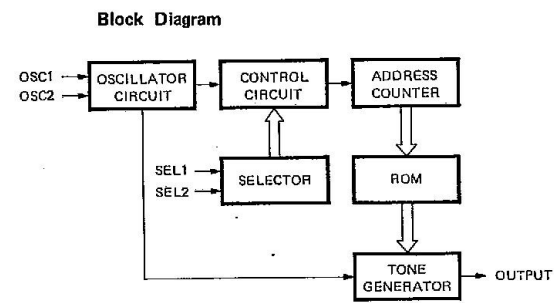 Block Diagram
OSC1
OSC2
OSCILLATOR
CIRCUIT
CONTROL
CIRCUIT
ADDRESS
COUNTER
SEL1
SEL2
SELECTOR
ROM
TONE
GENERATOR
OUTPUT